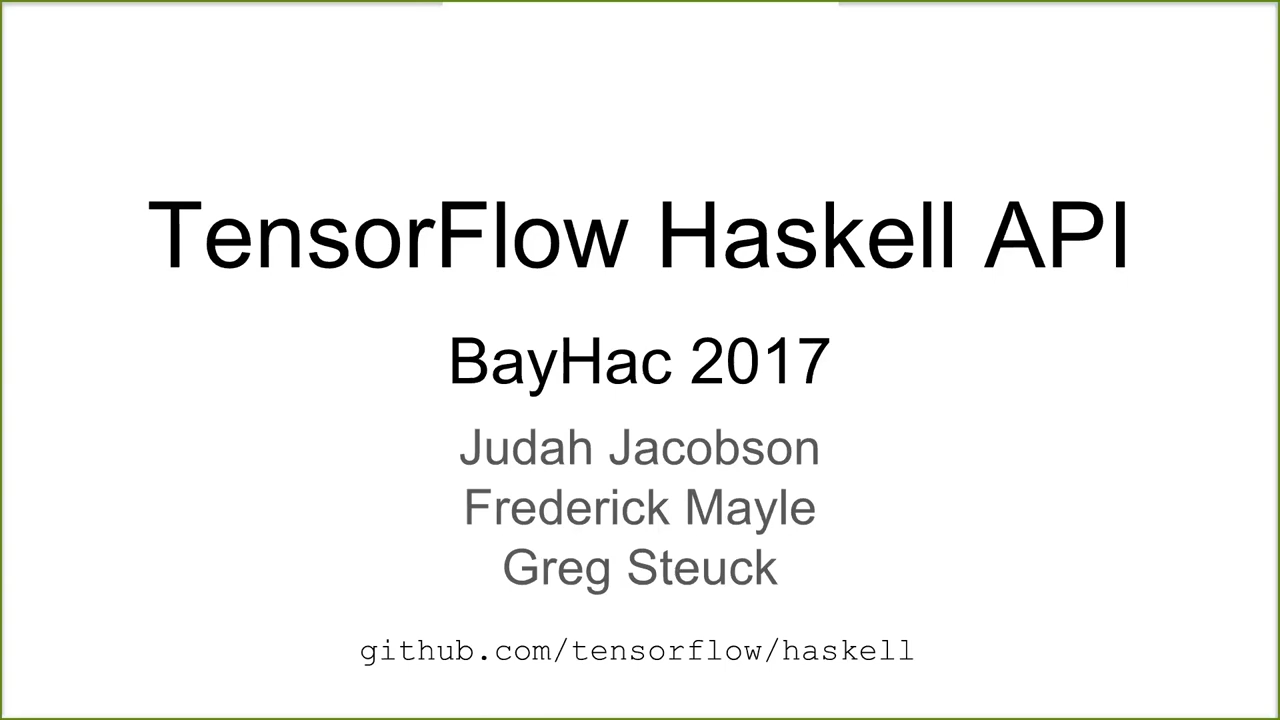 TensorFlow Haskell API
BayHac 2017
Judah Jacobson
Frederick Mayle
Greg Steuck
github.com/tensorflow/haskell